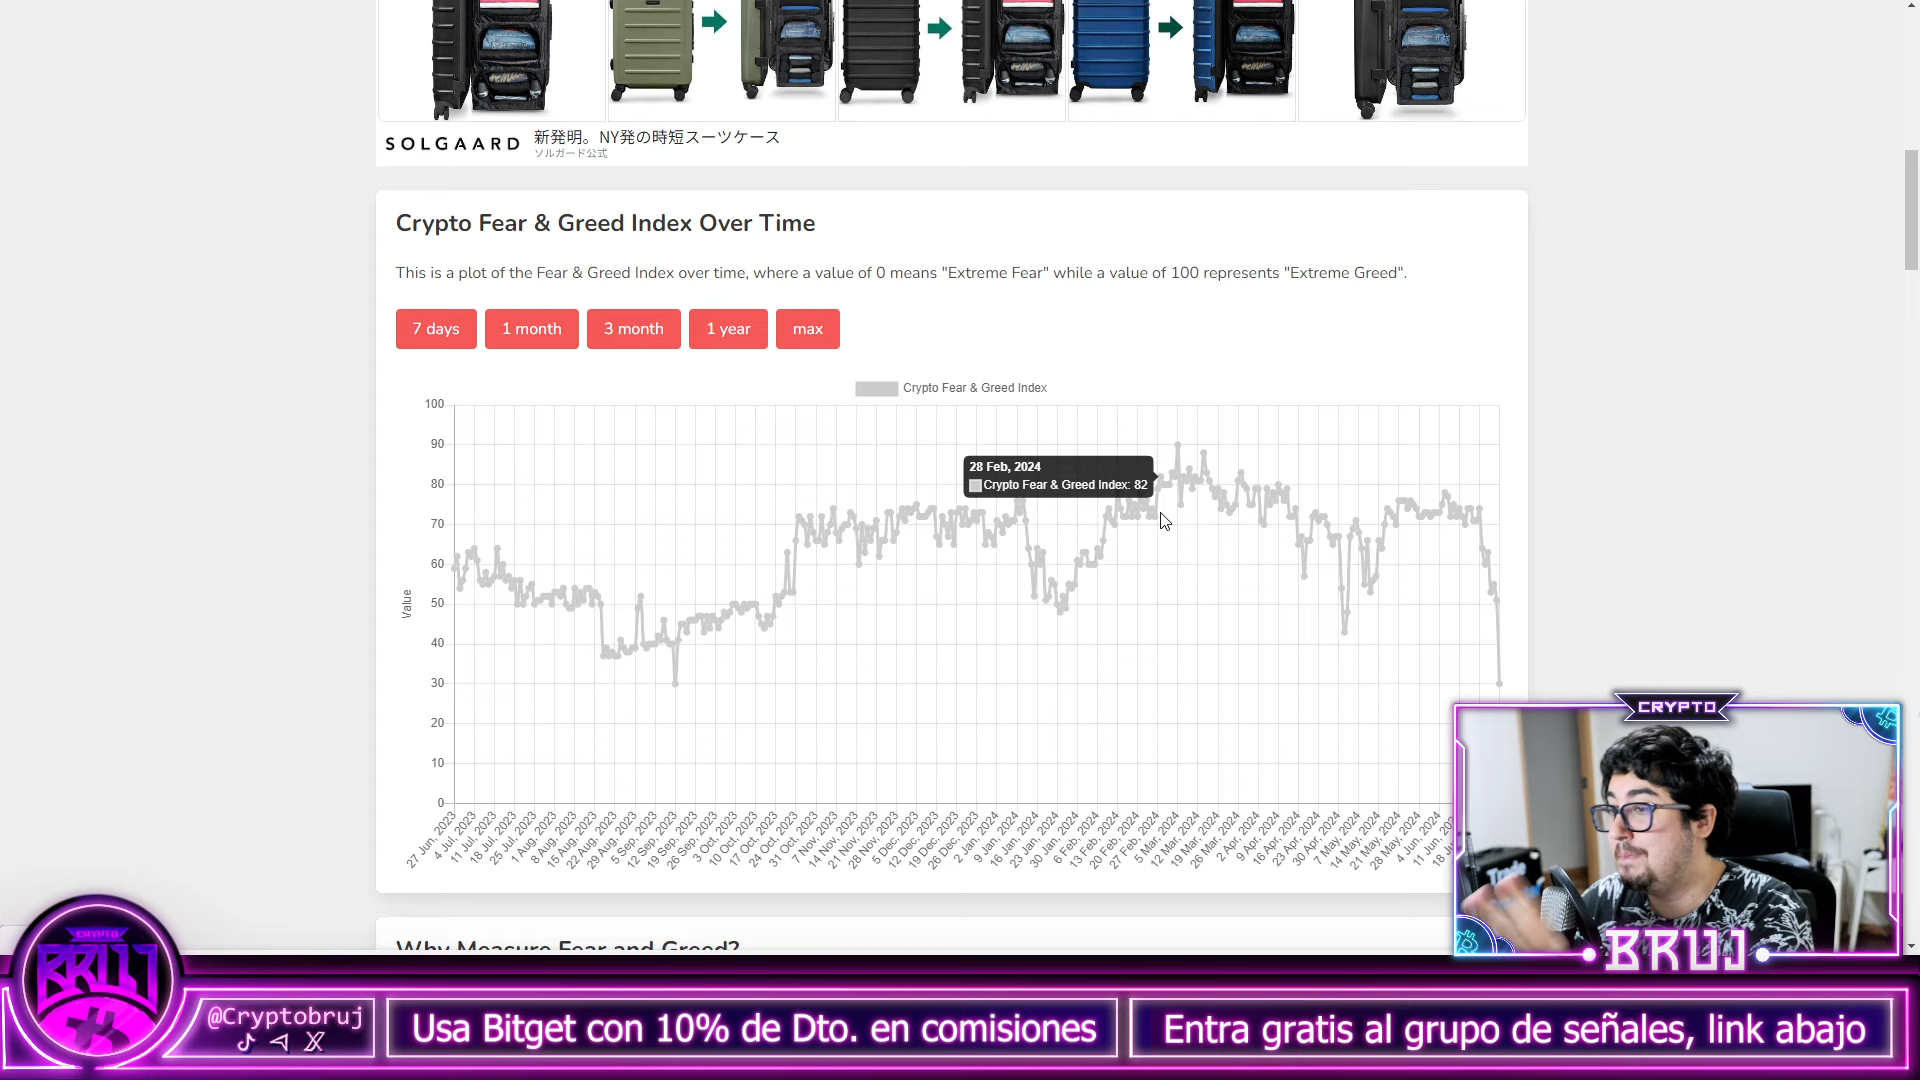 SOLGAARD
新発明。NY発の時短スーツケース
ソルガード公式
Crypto Fear & Greed Index Over Time
This is a plot of the Fear & Greed Index over time, where a value of 0 means "Extreme Fear" while a value of 100 represents "Extreme Greed".
7 days
1 month
3 month
1 year
max
Crypto Fear & Greed Index
100
90
80
70
60
50
40
30
20
10
0
Value
28 Feb, 2024
Crypto Fear & Greed Index: 82
27 Jun, 2023
4 Jul, 2023
11 Jul, 2023
18 Jul, 2023
25 Jul, 2023
1 Aug, 2023
8 Aug, 2023
15 Aug, 2023
22 Aug, 2023
29 Aug, 2023
5 Sep, 2023
12 Sep, 2023
19 Sep, 2023
26 Sep, 2023
3 Oct, 2023
10 Oct, 2023
17 Oct, 2023
24 Oct, 2023
31 Oct, 2023
7 Nov, 2023
14 Nov, 2023
21 Nov, 2023
28 Nov, 2023
5 Dec, 2023
12 Dec, 2023
19 Dec, 2023
26 Dec, 2023
2 Jan, 2024
9 Jan, 2024
16 Jan, 2024
23 Jan, 2024
30 Jan, 2024
6 Feb, 2024
13 Feb, 2024
20 Feb, 2024
27 Feb, 2024
5 Mar, 2024
12 Mar, 2024
19 Mar, 2024
26 Mar, 2024
2 Apr, 2024
9 Apr, 2024
16 Apr, 2024
23 Apr, 2024
30 Apr, 2024
7 May, 2024
14 May, 2024
21 May, 2024
28 May, 2024
4 Jun, 2024
11 Jun, 20
18 Ju
Why Measure Fear and Greed?
CRYPTO
BRUJ
CRYPTO
BRUJ
@Cryptobruj
Usa Bitget con 10% de Dto. en comisiones
Entra gratis al grupo de señales, link abajo